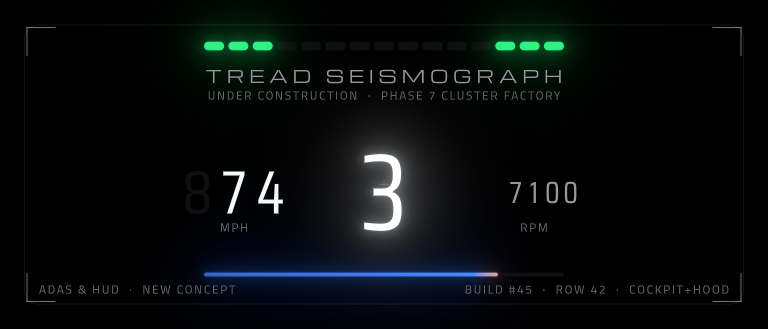 TREAD SEISMOGRAPH
UNDER CONSTRUCTION · PHASE 7 CLUSTER FACTORY
74
MPH
3
7100
RPM
ADAS & HUD · NEW CONCEPT
BUILD #45 · ROW 42 · COCKPIT+HOOD